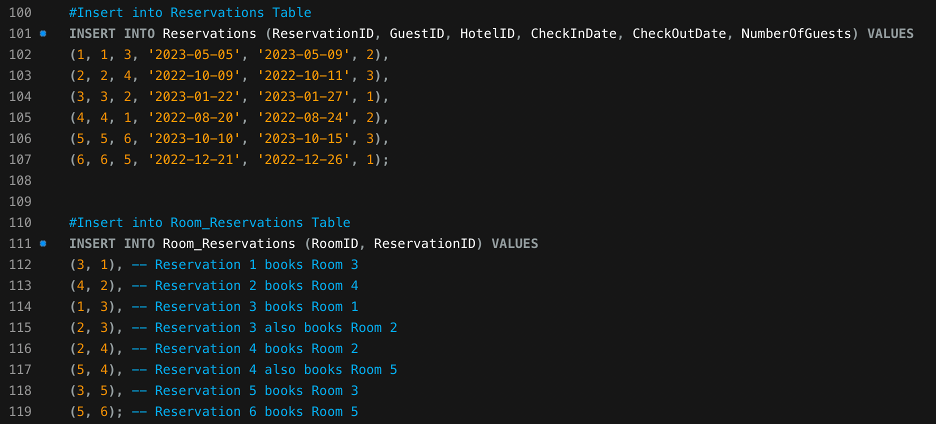 100 #Insert into Reservations Table
101 INSERT INTO Reservations (ReservationID, GuestID, HotelID, CheckInDate, CheckOutDate, NumberOfGuests) VALUES
102 (1, 1, 3, '2023-05-05', '2023-05-09', 2),
103 (2, 2, 4, '2022-10-09', '2022-10-11', 3),
104 (3, 3, 2, '2023-01-22', '2023-01-27', 1),
105 (4, 4, 1, '2022-08-20', '2022-08-24', 2),
106 (5, 5, 6, '2023-10-10', '2023-10-15', 3),
107 (6, 6, 5, '2022-12-21', '2022-12-26', 1);
108
109
110 #Insert into Room_Reservations Table
111 INSERT INTO Room_Reservations (RoomID, ReservationID) VALUES
112 (3, 1), -- Reservation 1 books Room 3
113 (4, 2), -- Reservation 2 books Room 4
114 (1, 3), -- Reservation 3 books Room 1
115 (2, 3), -- Reservation 3 also books Room 2
116 (2, 4), -- Reservation 4 books Room 2
117 (5, 4), -- Reservation 4 also books Room 5
118 (3, 5), -- Reservation 5 books Room 3
119 (5, 6); -- Reservation 6 books Room 5